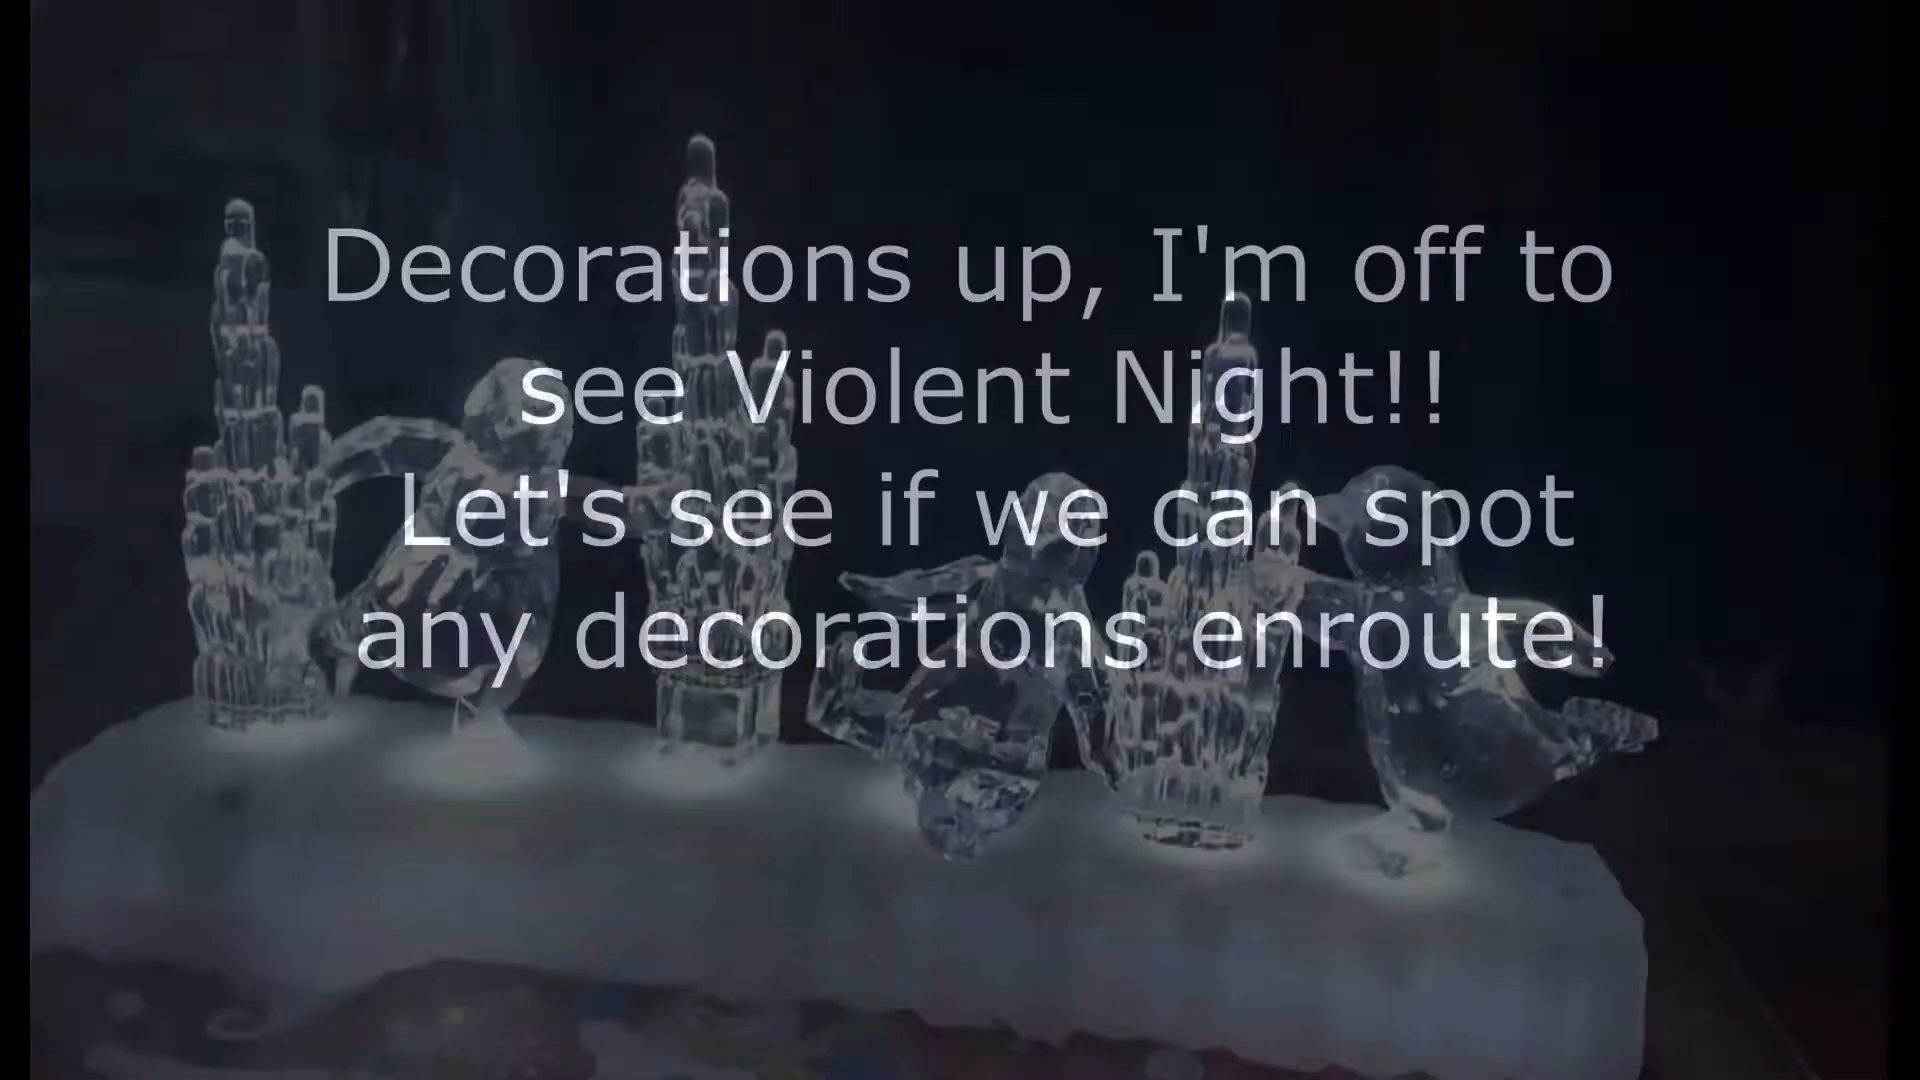 Decorations up, I'm off to
see Violent Night!!
Let's see if we can spot
any decorations enroute!